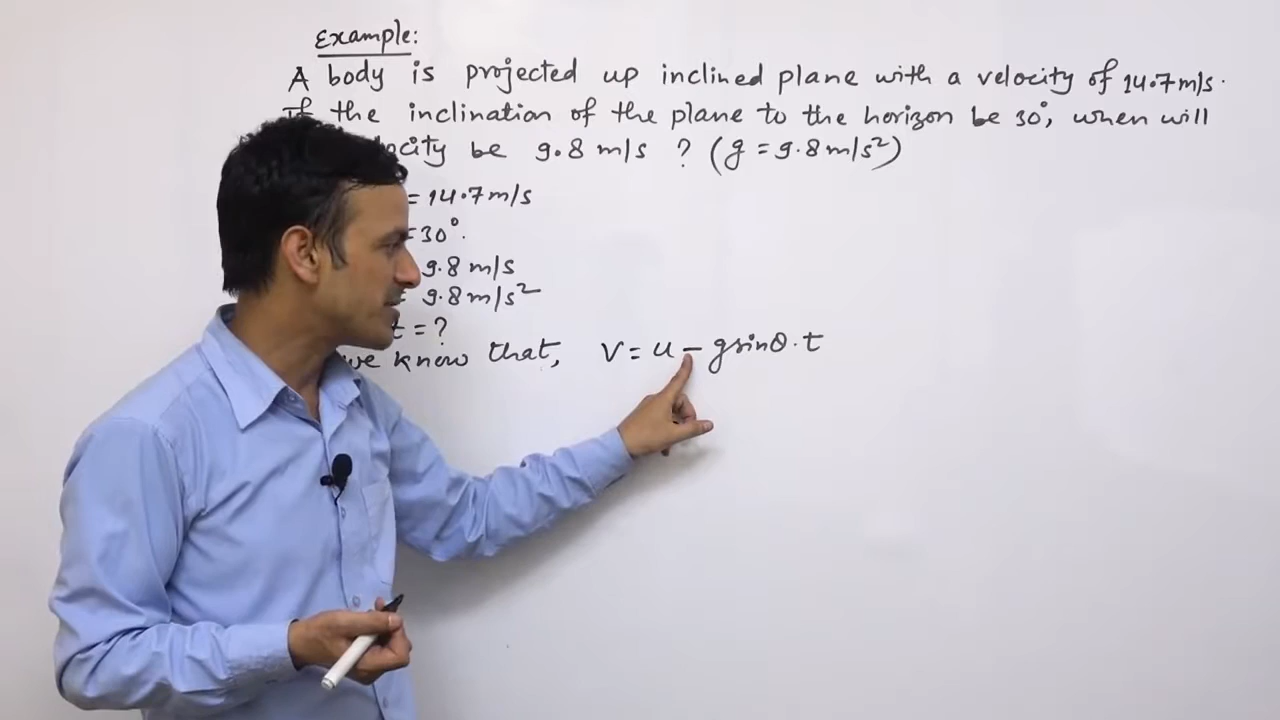 Example:
A body is projected up inclined plane with a velocity of 14.7 m/s.
If the inclination of the plane to the horizon be 30°, when will
be 9.8 m/s ? (g = 9.8 m/s²)
= 14.7 m/s
= 30°.
9.8 m/s
= 9.8 m/s²
t = ?
we know that, v = u - g sinθ · t